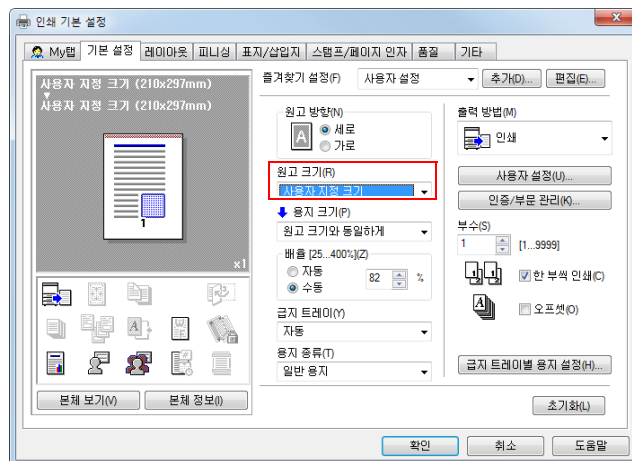 인쇄 기본 설정
My탭 기본 설정 레이아웃 피니싱 표지/삽입지 스탬프/페이지 인자 품질 기타
사용자 지정 크기 (210x297mm)
사용자 지정 크기 (210x297mm)
1
x1
본체 보기(V) 본체 정보(I)
즐겨찾기 설정(F) 사용자 설정 추가(D)... 편집(E)...
원고 방향(N)
A 세로
가로
원고 크기(R)
사용자 지정 크기
용지 크기(P)
원고 크기와 동일하게
배율 [25...400%](Z)
자동
수동 82 %
급지 트레이(Y)
자동
용지 종류(T)
일반 용지
출력 방법(M)
인쇄
사용자 설정(U)...
인증/부문 관리(K)...
부수(S)
1 [1...9999]
한 부씩 인쇄(C)
오프셋(O)
급지 트레이별 용지 설정(H)...
초기화(L)
확인 취소 도움말